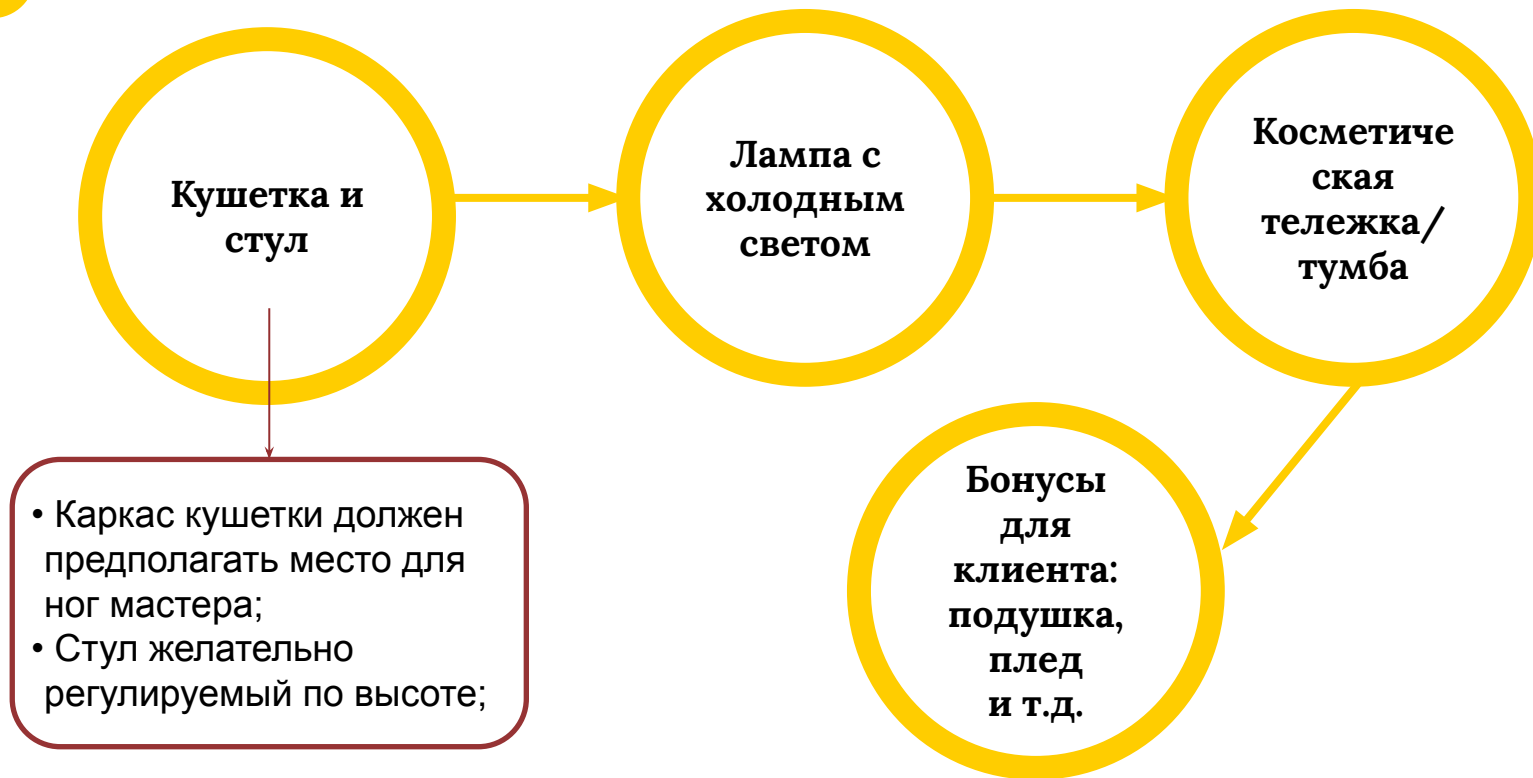 Кушетка и
стул
Лампа с
холодным
светом
Косметиче
ская
тележка/
тумба
• Каркас кушетки должен
предполагать место для
ног мастера;
• Стул желательно
регулируемый по высоте;
Бонусы
для
клиента:
подушка,
плед
и т.д.